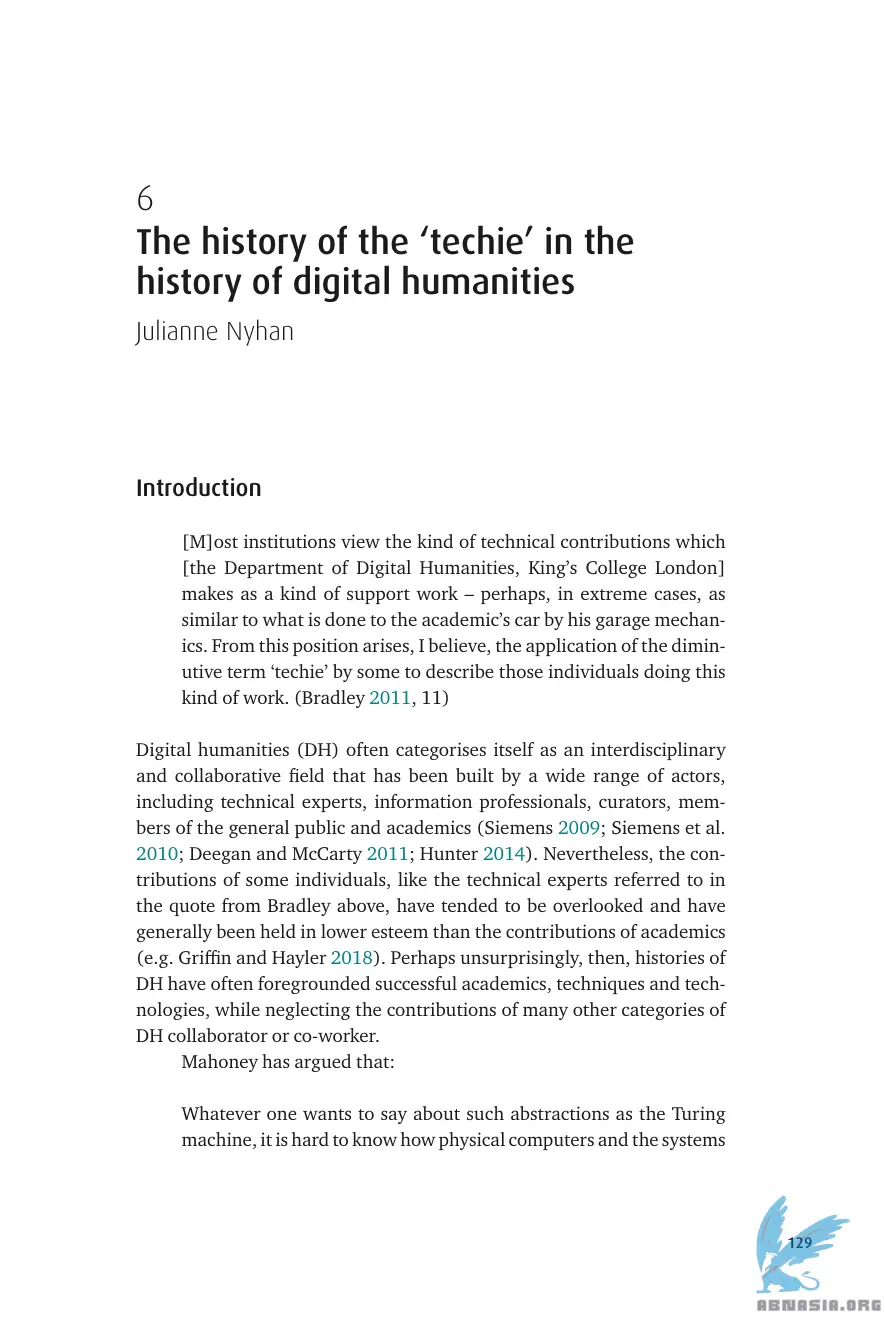 6
The history of the ‘techie’ in the
history of digital humanities
Julianne Nyhan
Introduction
[M]ost institutions view the kind of technical contributions which
[the Department of Digital Humanities, King’s College London]
makes as a kind of support work – perhaps, in extreme cases, as
similar to what is done to the academic’s car by his garage mechan-
ics. From this position arises, I believe, the application of the dimin-
utive term ‘techie’ by some to describe those individuals doing this
kind of work. (Bradley 2011, 11)
Digital humanities (DH) often categorises itself as an interdisciplinary
and collaborative field that has been built by a wide range of actors,
including technical experts, information professionals, curators, mem-
bers of the general public and academics (Siemens 2009; Siemens et al.
2010; Deegan and McCarty 2011; Hunter 2014). Nevertheless, the con-
tributions of some individuals, like the technical experts referred to in
the quote from Bradley above, have tended to be overlooked and have
generally been held in lower esteem than the contributions of academics
(e.g. Griffin and Hayler 2018). Perhaps unsurprisingly, then, histories of
DH have often foregrounded successful academics, techniques and tech-
nologies, while neglecting the contributions of many other categories of
DH collaborator or co-worker.
Mahoney has argued that:
Whatever one wants to say about such abstractions as the Turing
machine, it is hard to know how physical computers and the systems
129
ABNASIA.ORG